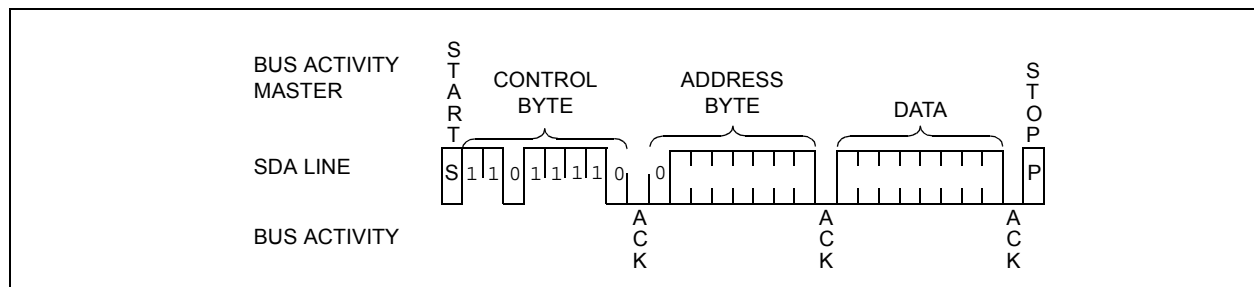 BUS ACTIVITY
MASTER
START
CONTROL
BYTE
ADDRESS
BYTE
DATA
STOP
SDA LINE
S 1 1 0 1 1 1 1 0 0 P
BUS ACTIVITY
ACK
ACK
ACK